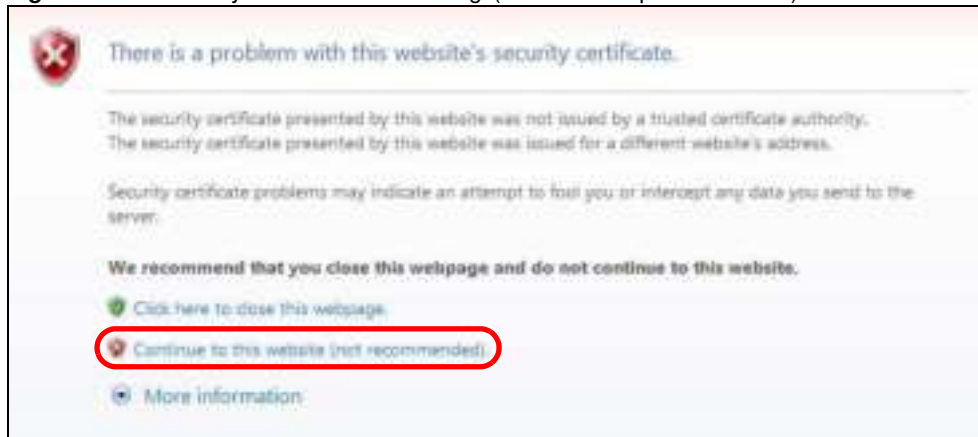 There is a problem with this website's security certificate.
The security certificate presented by this website was not issued by a trusted certificate authority.
The security certificate presented by this website was issued for a different website's address.
Security certificate problems may indicate an attempt to fool you or intercept any data you send to the
server.
We recommend that you close this webpage and do not continue to this website.
Click here to close this webpage.
Continue to this website (not recommended).
More information